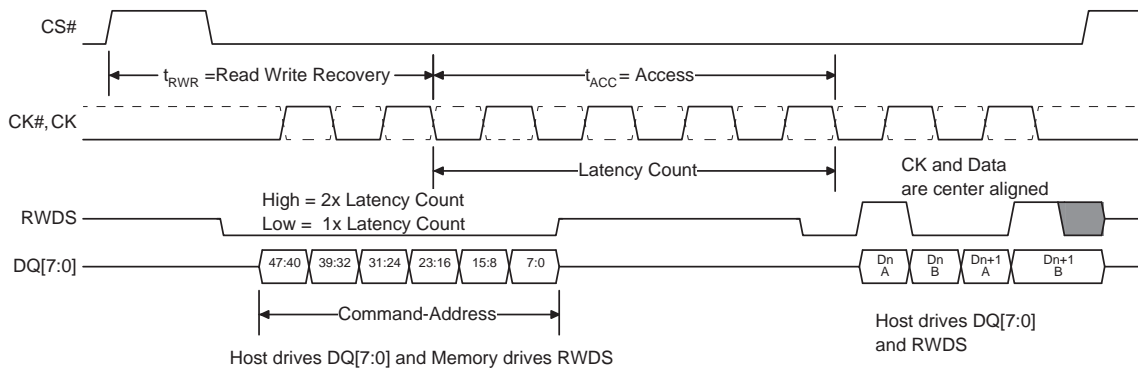 CS#
tRWR =Read Write Recovery
tACC = Access
CK#, CK
Latency Count
CK and Data
are center aligned
High = 2x Latency Count
Low = 1x Latency Count
RWDS
DQ[7:0]
47:40 39:32 31:24 23:16 15:8 7:0
Dn A
Dn B
Dn+1 A
Dn+1 B
Command-Address
Host drives DQ[7:0]
and RWDS
Host drives DQ[7:0] and Memory drives RWDS